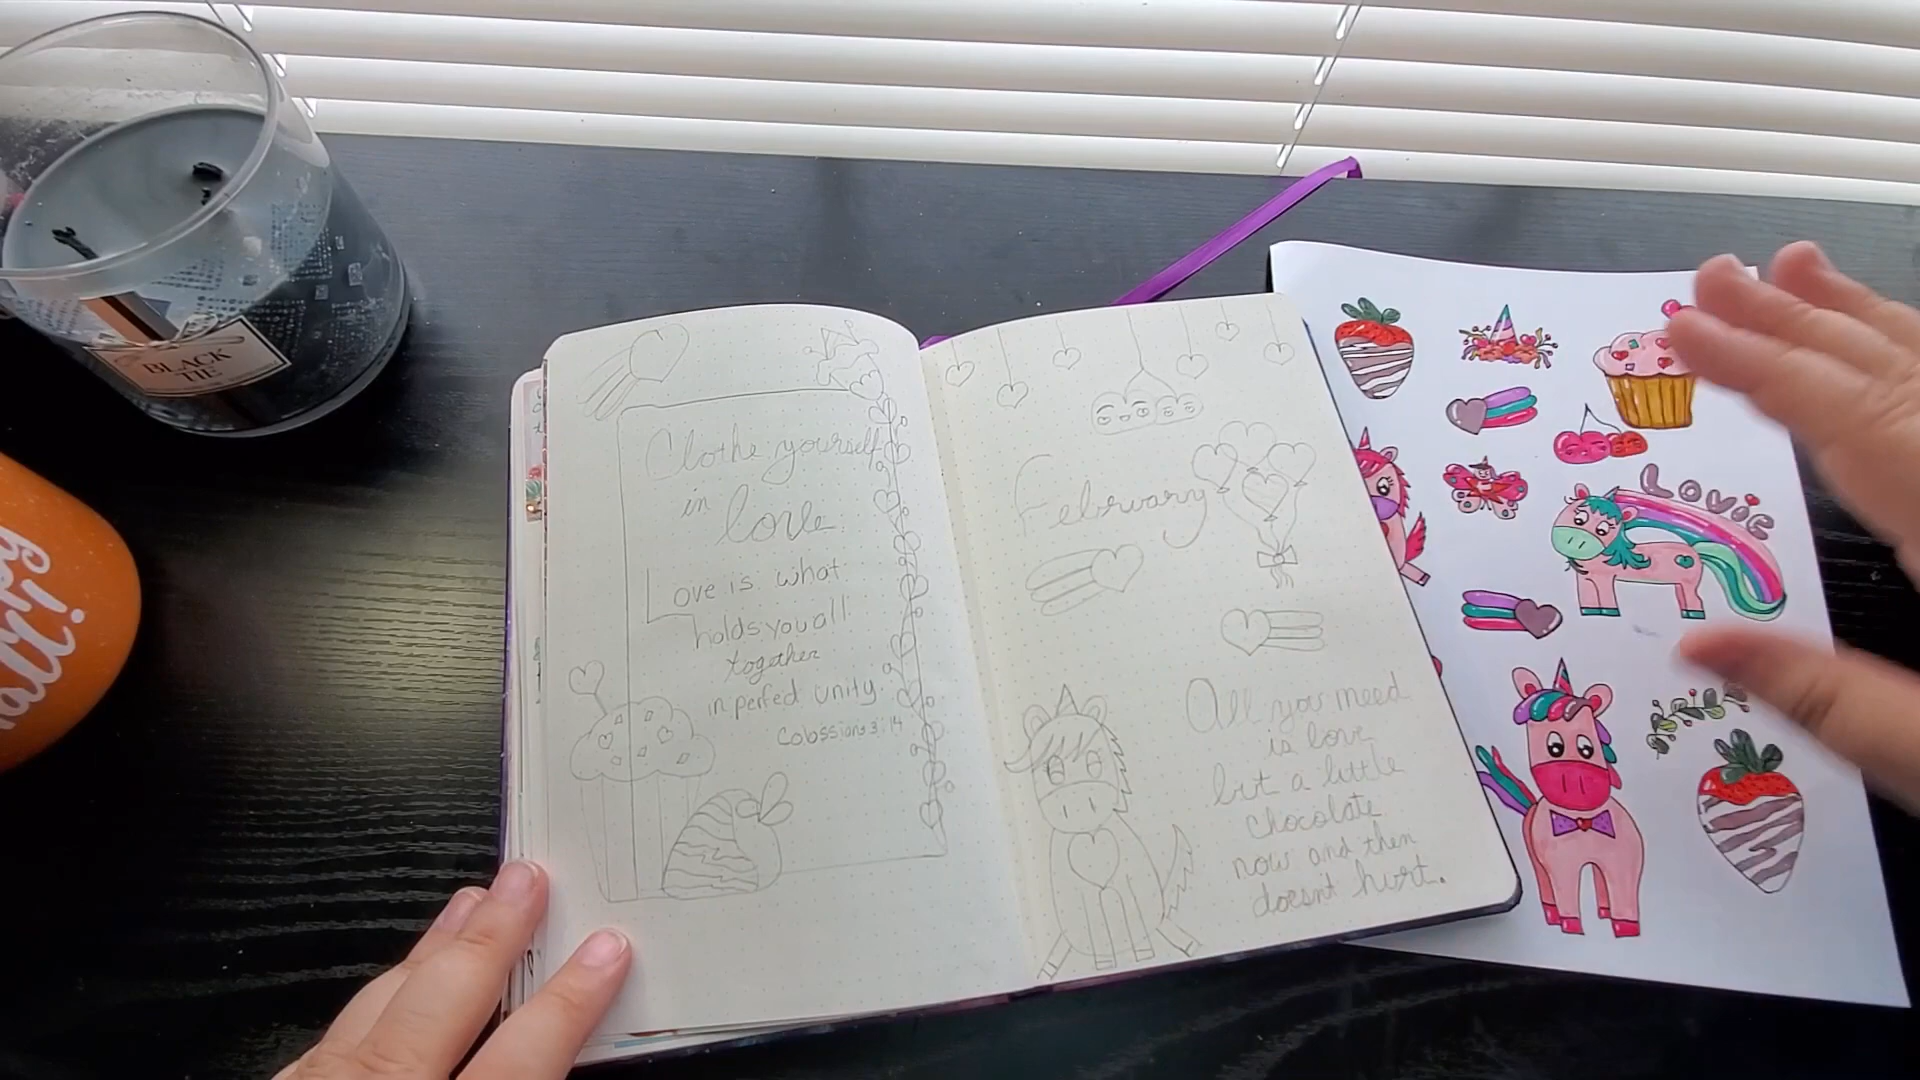 BLACK
TIE
all!
Clothe yourself
in
love
Love is what
holds you all
together
in perfect unity.
Colossians 3:14
February
All you need
is love
but a little
chocolate
now and then
doesn't hurt.
Lovie